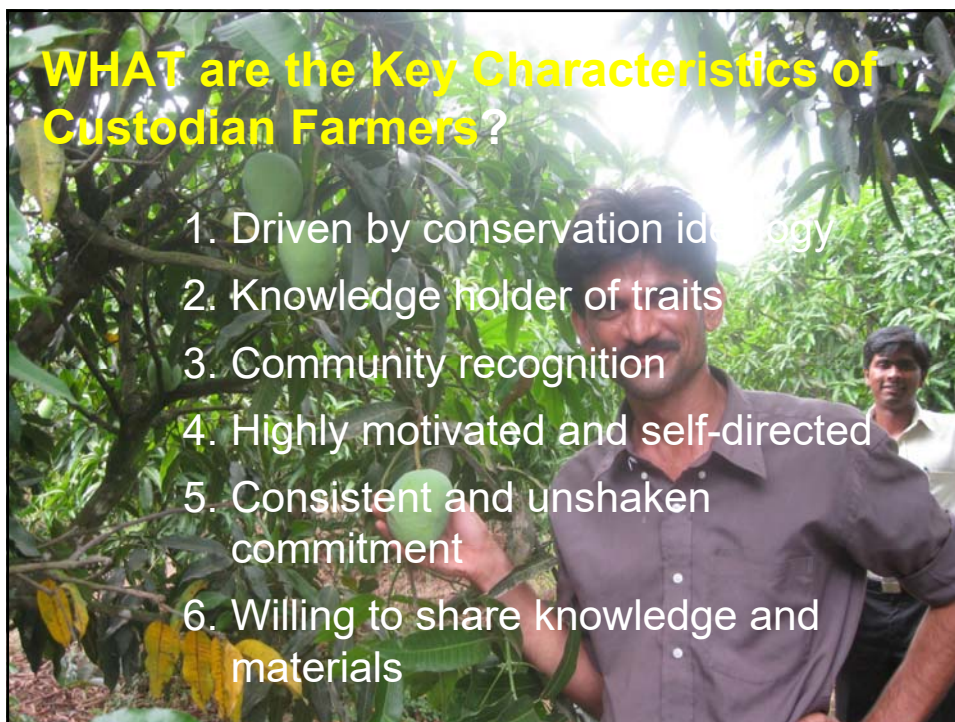 WHAT are the Key Characteristics of
Custodian Farmers?
1. Driven by conservation ideology
2. Knowledge holder of traits
3. Community recognition
4. Highly motivated and self-directed
5. Consistent and unshaken
commitment
6. Willing to share knowledge and
materials